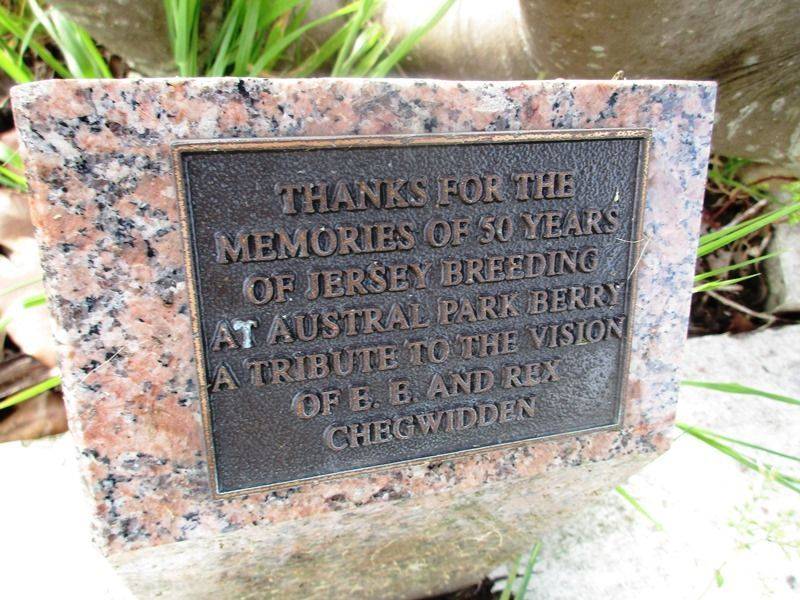 THANKS FOR THE
MEMORIES OF 50 YEARS
OF JERSEY BREEDING
AT AUSTRAL PARK BERRY
A TRIBUTE TO THE VISION
OF E. E. AND REX
CHEGWIDDEN